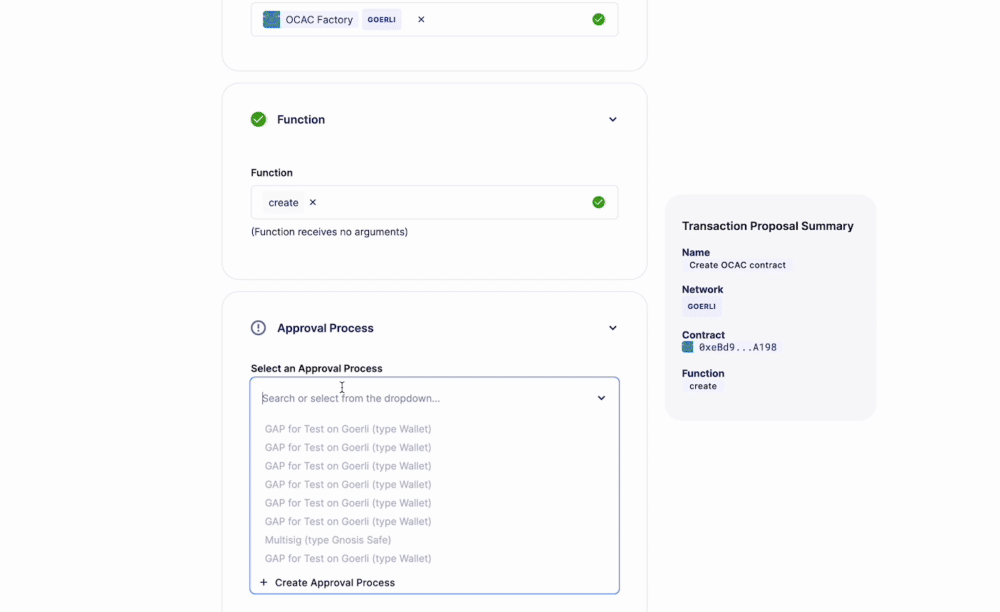 OCAC Factory GOERLI ×
Function
Function
create ×
(Function receives no arguments)
Approval Process
Select an Approval Process
Search or select from the dropdown...
GAP for Test on Goerli (type Wallet)
GAP for Test on Goerli (type Wallet)
GAP for Test on Goerli (type Wallet)
GAP for Test on Goerli (type Wallet)
GAP for Test on Goerli (type Wallet)
GAP for Test on Goerli (type Wallet)
Multisig (type Gnosis Safe)
GAP for Test on Goerli (type Wallet)
+ Create Approval Process
Transaction Proposal Summary
Name
Create OCAC contract
Network
GOERLI
Contract
0xeBd9...A198
Function
create